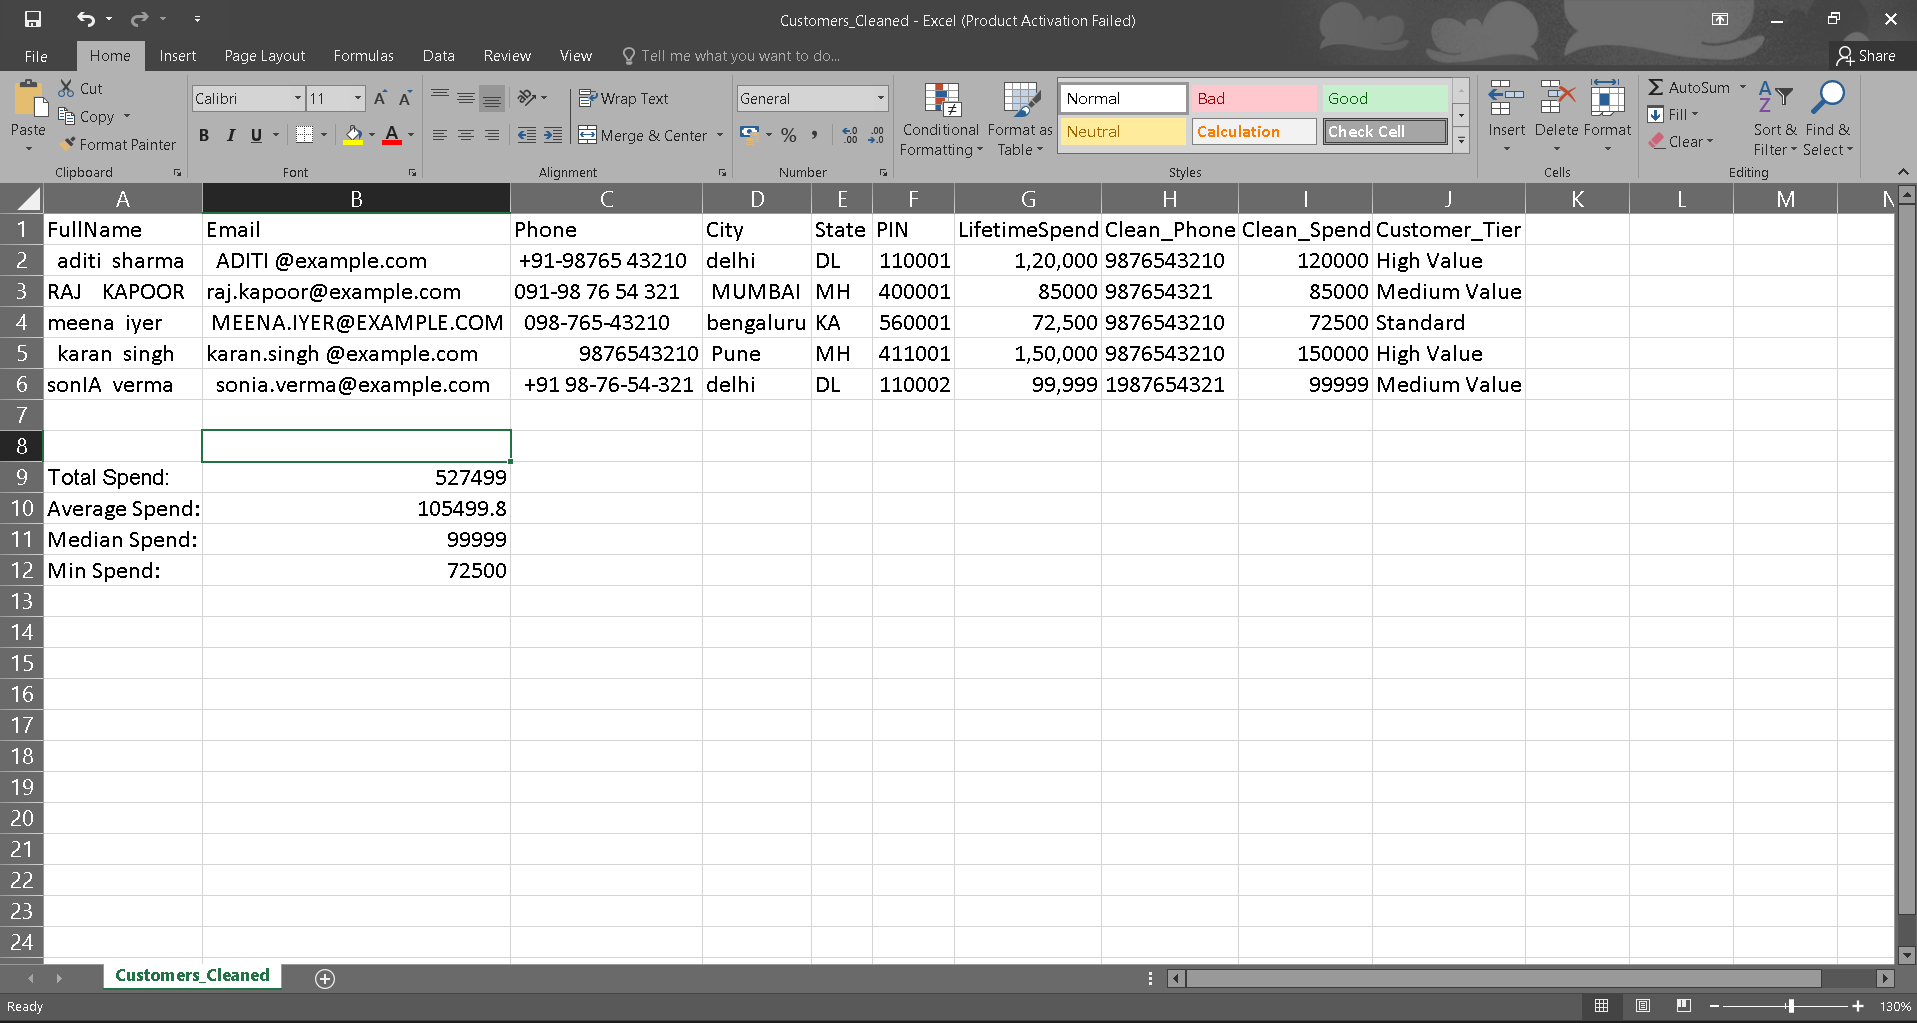 Customers_Cleaned - Excel (Product Activation Failed)
File Home Insert Page Layout Formulas Data Review View Tell me what you want to do... Share
Paste Cut Copy Format Painter
Calibri 11 A A
B I U A
Wrap Text
Merge & Center
General
% , .0 .00 .00 .0
Conditional Formatting Format as Table
Normal Bad Good
Neutral Calculation Check Cell
Insert Delete Format
AutoSum Fill Clear
Sort & Filter Find & Select
Clipboard Font Alignment Number Styles Cells Editing
A B C D E F G H I J K L M N
1 FullName Email Phone City State PIN LifetimeSpend Clean_Phone Clean_Spend Customer_Tier
2 aditi sharma ADITI @example.com +91-98765 43210 delhi DL 110001 1,20,000 9876543210 120000 High Value
3 RAJ KAPOOR raj.kapoor@example.com 091-98 76 54 321 MUMBAI MH 400001 85000 987654321 85000 Medium Value
4 meena iyer MEENA.IYER@EXAMPLE.COM 098-765-43210 bengaluru KA 560001 72,500 9876543210 72500 Standard
5 karan singh karan.singh @example.com 9876543210 Pune MH 411001 1,50,000 9876543210 150000 High Value
6 sonIA verma sonia.verma@example.com +91 98-76-54-321 delhi DL 110002 99,999 1987654321 99999 Medium Value
7
8
9 Total Spend: 527499
10 Average Spend: 105499.8
11 Median Spend: 99999
12 Min Spend: 72500
13
14
15
16
17
18
19
20
21
22
23
24
Customers_Cleaned
Ready 130%